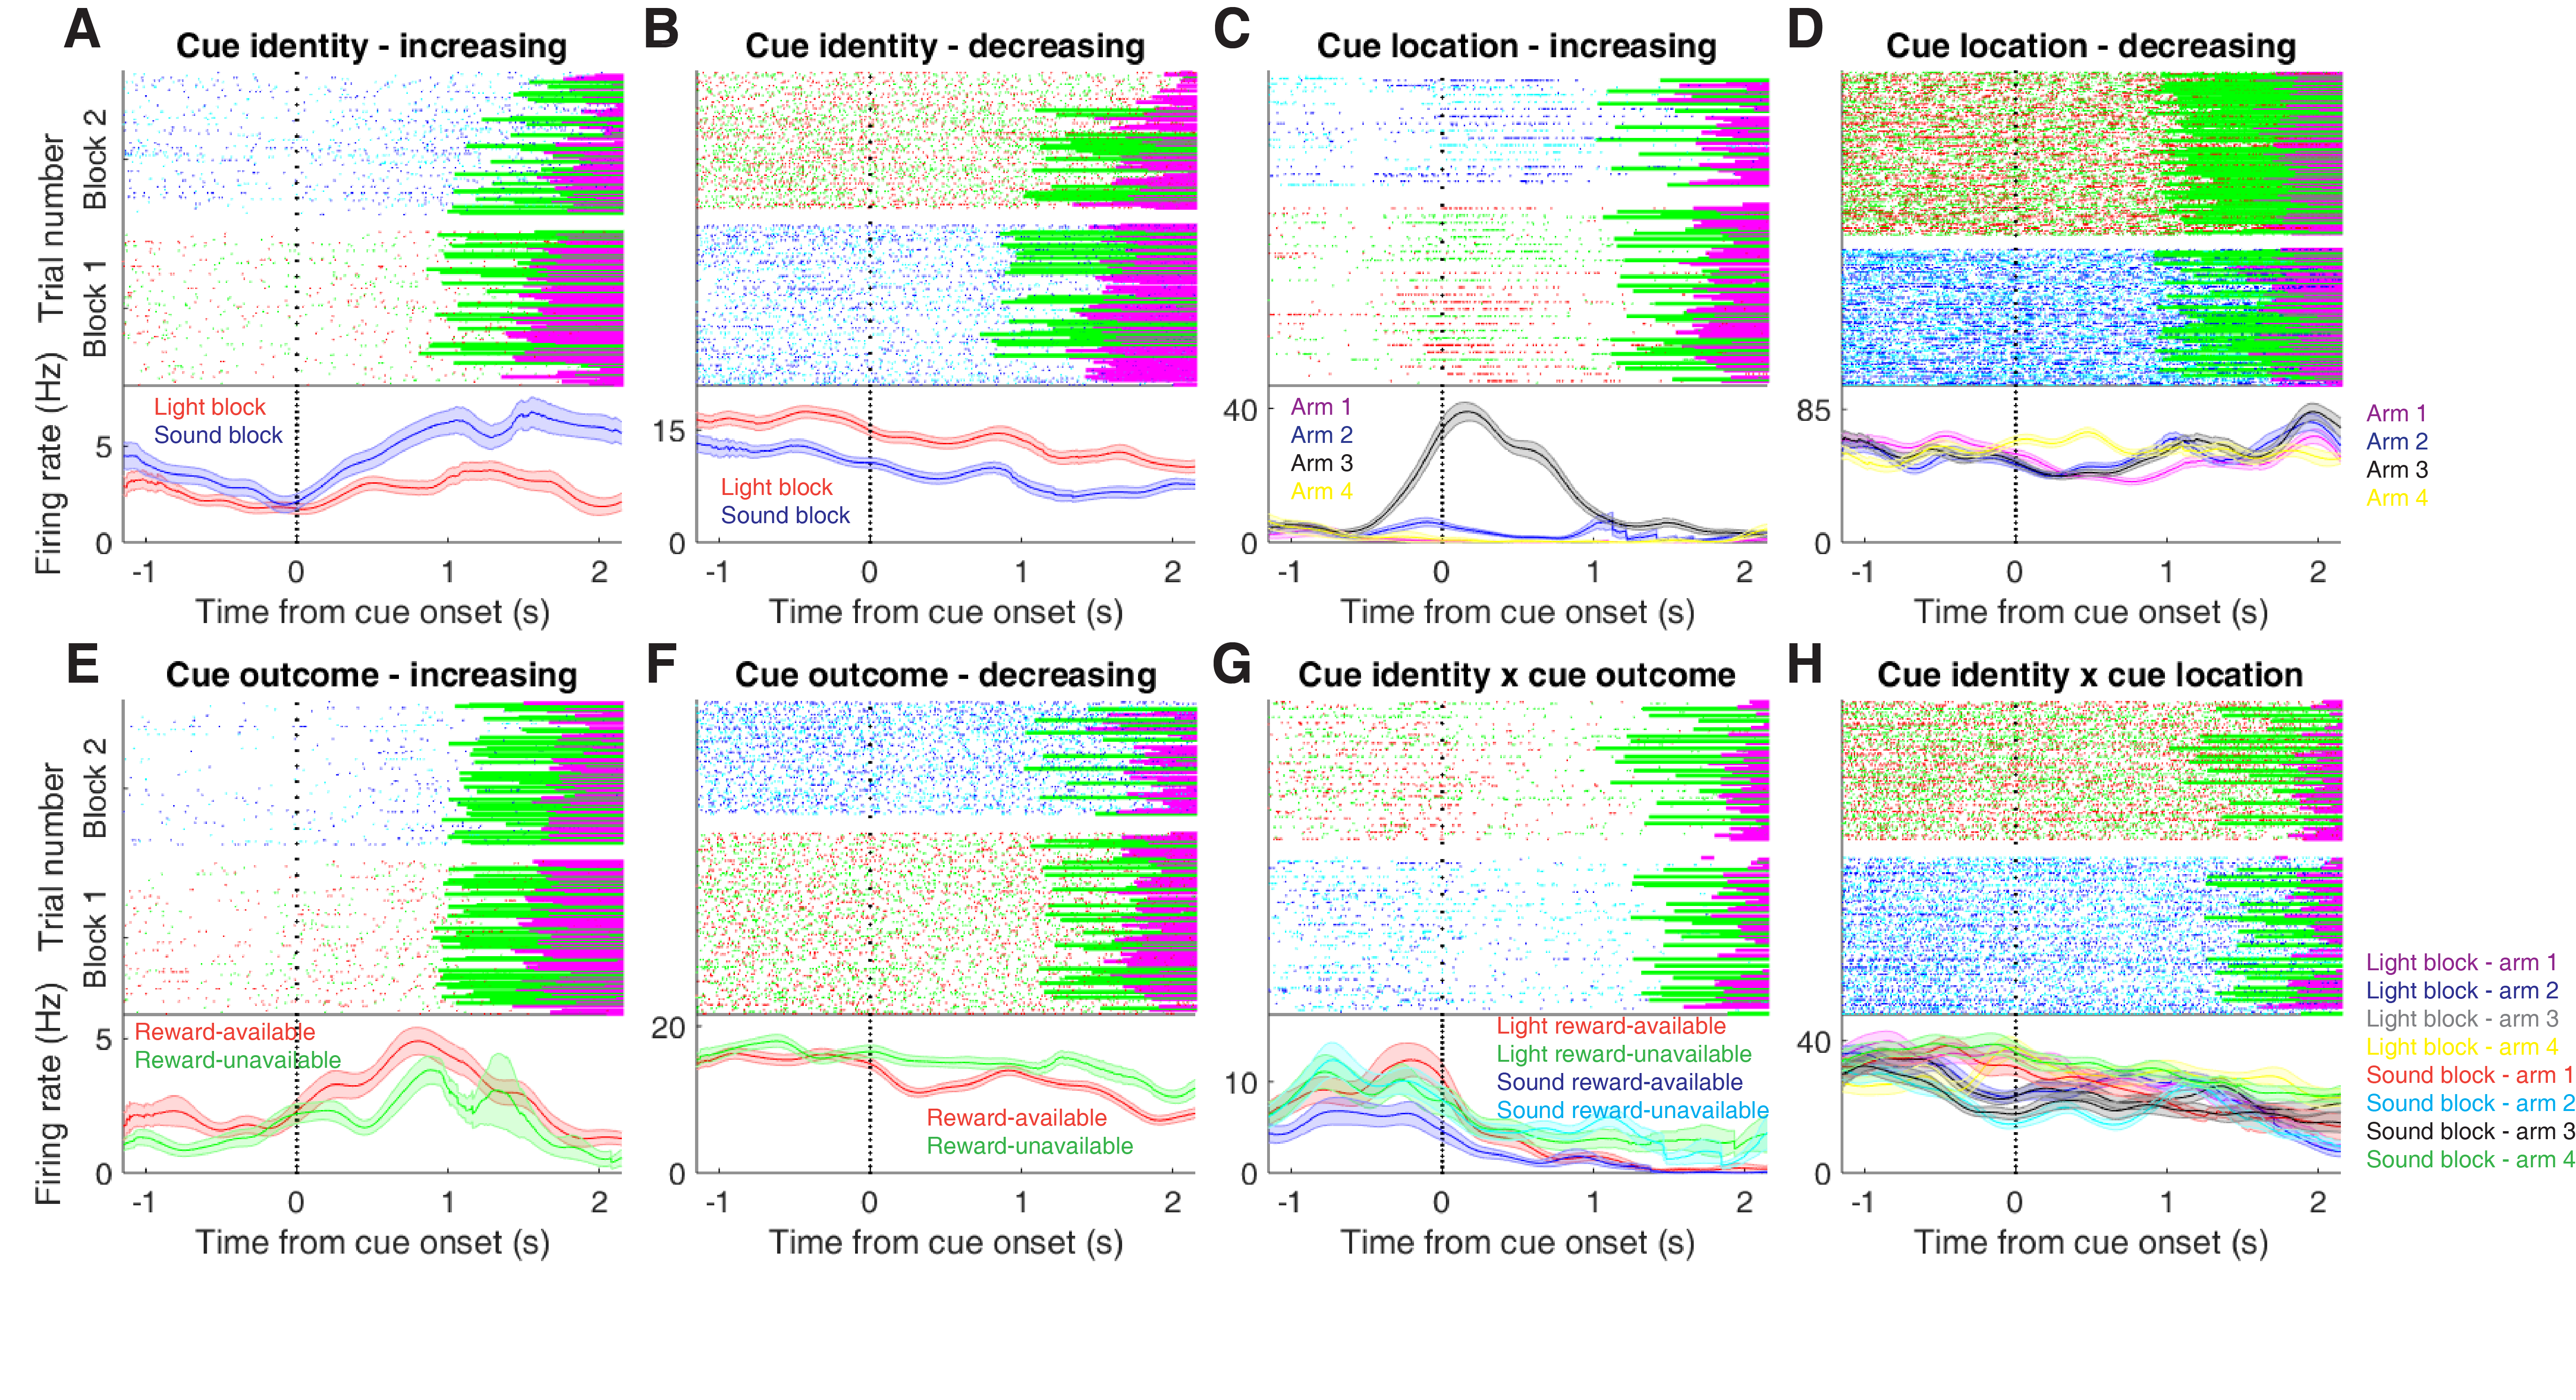 A
Cue identity - increasing
Trial number
Block 2
Block 1
Firing rate (Hz)
Light block
Sound block
5
0
-1 0 1 2
Time from cue onset (s)
B
Cue identity - decreasing
15
0
Light block
Sound block
-1 0 1 2
Time from cue onset (s)
C
Cue location - increasing
40
0
Arm 1
Arm 2
Arm 3
Arm 4
-1 0 1 2
Time from cue onset (s)
D
Cue location - decreasing
85
0
Arm 1
Arm 2
Arm 3
Arm 4
-1 0 1 2
Time from cue onset (s)
E
Cue outcome - increasing
Trial number
Block 2
Block 1
Firing rate (Hz)
5
0
Reward-available
Reward-unavailable
-1 0 1 2
Time from cue onset (s)
F
Cue outcome - decreasing
20
0
Reward-available
Reward-unavailable
-1 0 1 2
Time from cue onset (s)
G
Cue identity x cue outcome
10
0
Light reward-available
Light reward-unavailable
Sound reward-available
Sound reward-unavailable
-1 0 1 2
Time from cue onset (s)
H
Cue identity x cue location
40
0
Light block - arm 1
Light block - arm 2
Light block - arm 3
Light block - arm 4
Sound block - arm 1
Sound block - arm 2
Sound block - arm 3
Sound block - arm 4
-1 0 1 2
Time from cue onset (s)